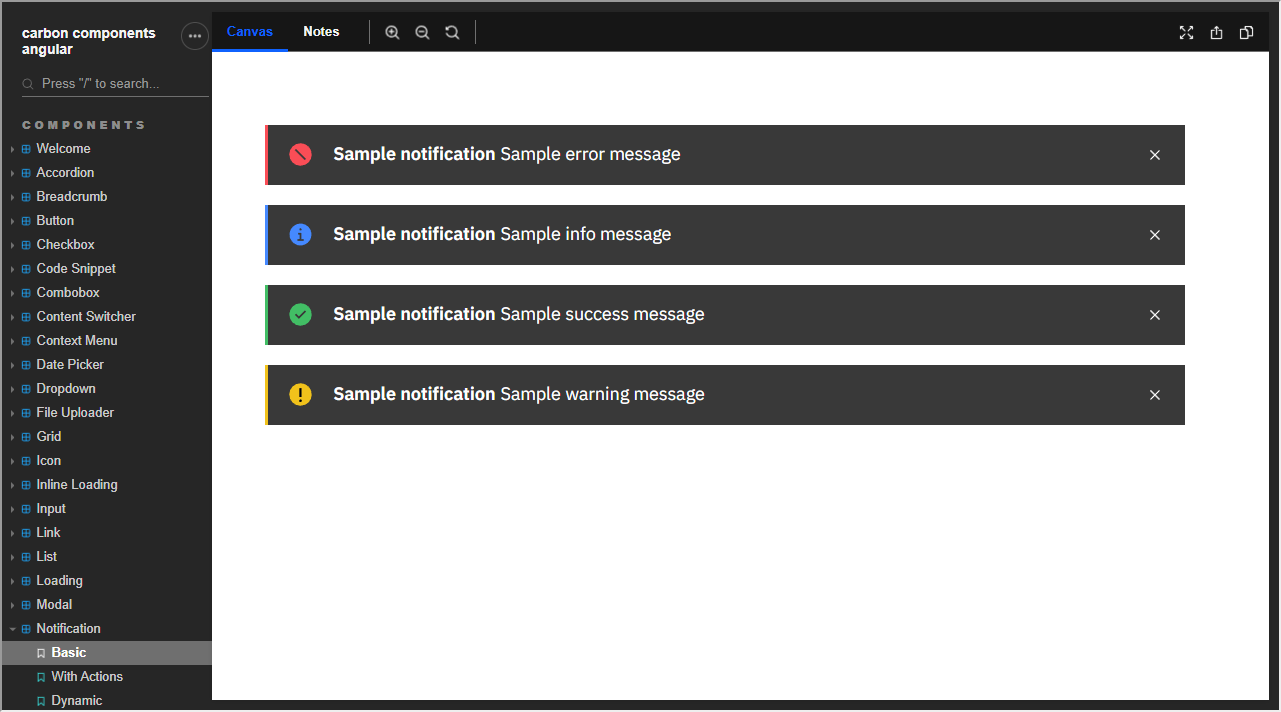 carbon components
angular
Press "/" to search...
COMPONENTS
Welcome
Accordion
Breadcrumb
Button
Checkbox
Code Snippet
Combobox
Content Switcher
Context Menu
Date Picker
Dropdown
File Uploader
Grid
Icon
Inline Loading
Input
Link
List
Loading
Modal
Notification
Basic
With Actions
Dynamic
Canvas Notes
Sample notification Sample error message
Sample notification Sample info message
Sample notification Sample success message
Sample notification Sample warning message